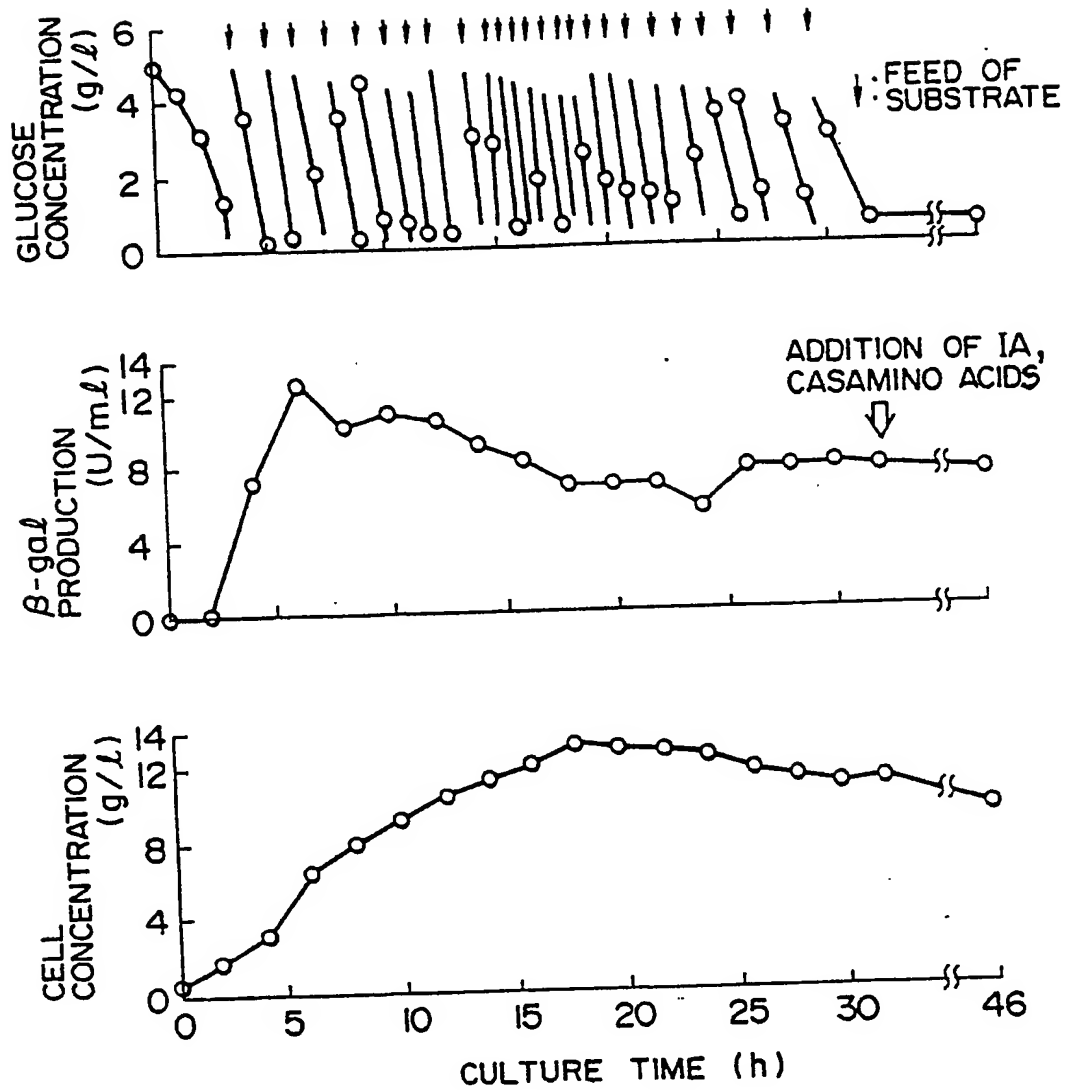 GLUCOSE
CONCENTRATION
(g/ℓ)
6
4
2
0
↓: FEED OF
SUBSTRATE
β-gal
PRODUCTION
(U/mℓ)
14
12
8
4
0
ADDITION OF IA,
CASAMINO ACIDS
CELL
CONCENTRATION
(g/ℓ)
14
12
8
4
0
0 5 10 15 20 25 30 46
CULTURE TIME (h)